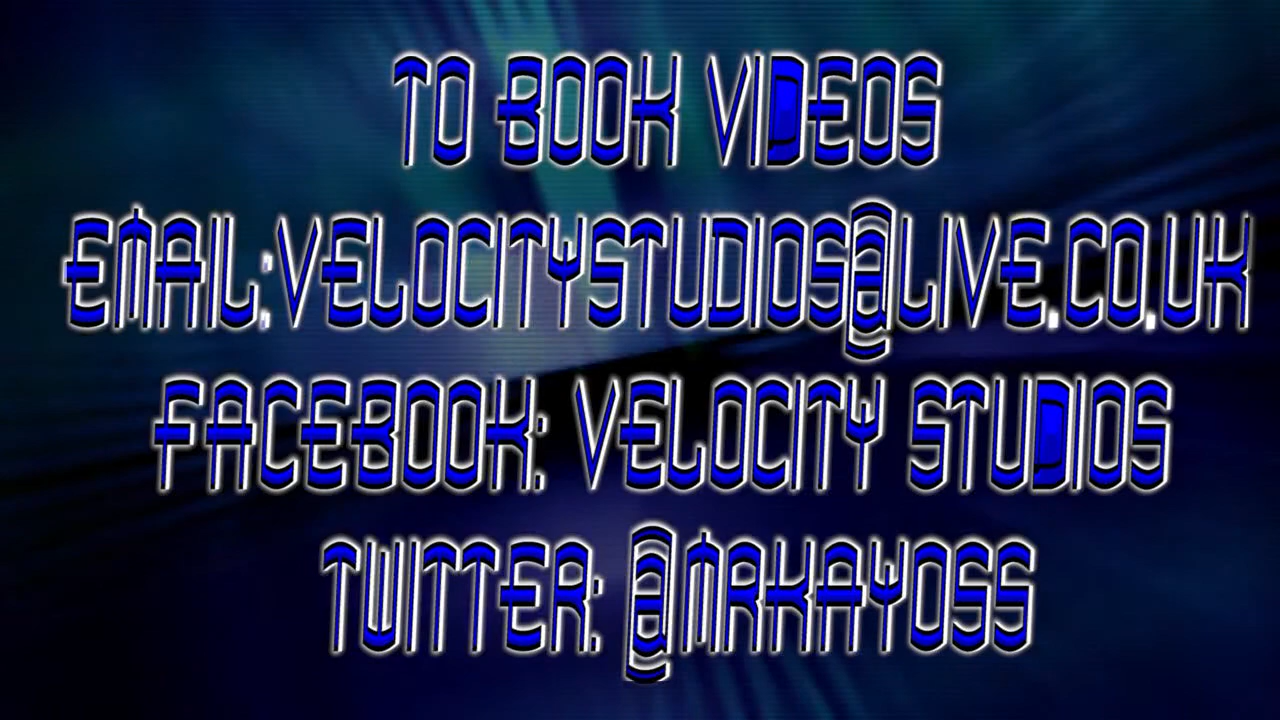 TO BOOK VIDEOS
EMAIL:VELOCITYSTUDIOS@LIVE.CO.UK
FACEBOOK: VELOCITY STUDIOS
TWITTER: @MRKAYOSS